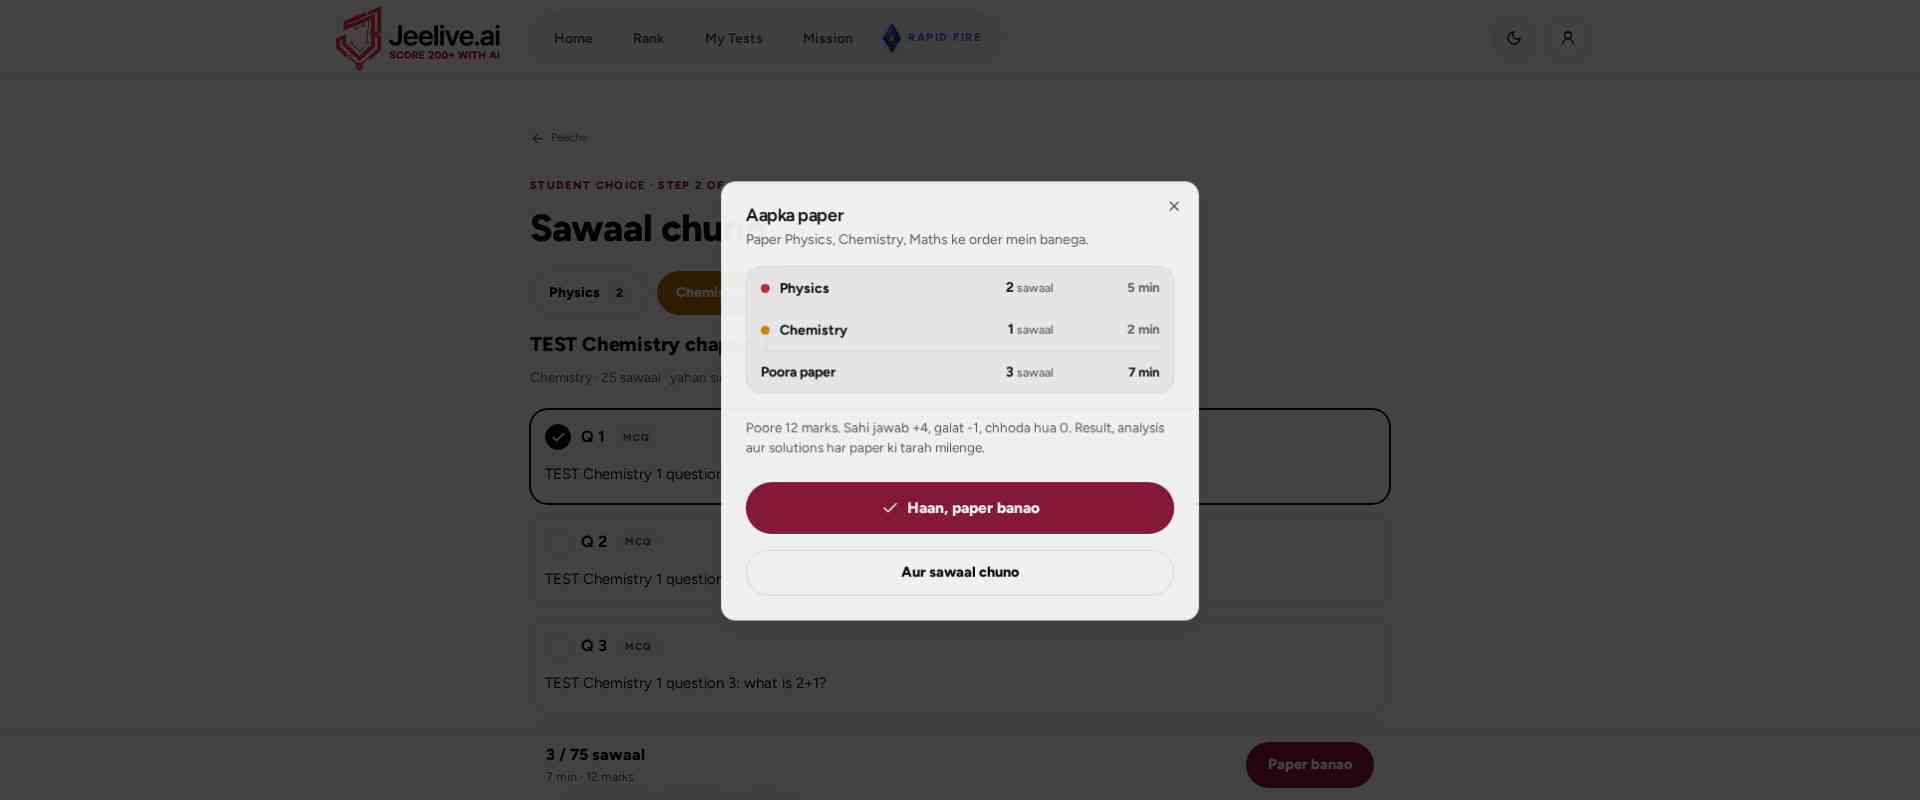 Jeelive.ai
SCORE 200+ WITH AI
Home Rank My Tests Mission RAPID FIRE
Peeche
STUDENT CHOICE · STEP 2 OF
Sawaal chuno
Physics 2
TEST Chemistry
Chemistry · 25 sawaal · yahan
Q 1 MCQ
TEST Chemistry 1 question
Q 2 MCQ
TEST Chemistry 1 question
Q 3 MCQ
TEST Chemistry 1 question 3: what is 2+1?
3 / 75 sawaal
7 min · 12 marks
Paper banao
Aapka paper
Paper Physics, Chemistry, Maths ke order mein banega.
Physics 2 sawaal 5 min
Chemistry 1 sawaal 2 min
Poora paper 3 sawaal 7 min
Poore 12 marks. Sahi jawab +4, galat -1, chhoda hua 0. Result, analysis
aur solutions har paper ki tarah milenge.
Haan, paper banao
Aur sawaal chuno